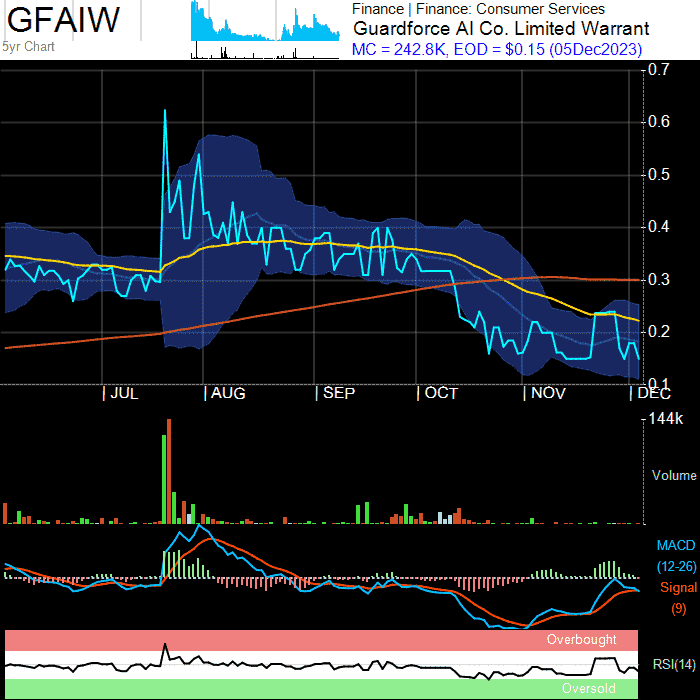 GFAIW
5yr Chart
Finance | Finance: Consumer Services
Guardforce AI Co. Limited Warrant
MC = 242.8K, EOD = $0.15 (05Dec2023)
0.7
0.6
0.5
0.4
0.3
0.2
0.1
JUL AUG SEP OCT NOV DEC
144k
Volume
MACD
(12-26)
Signal
(9)
Overbought
RSI(14)
Oversold